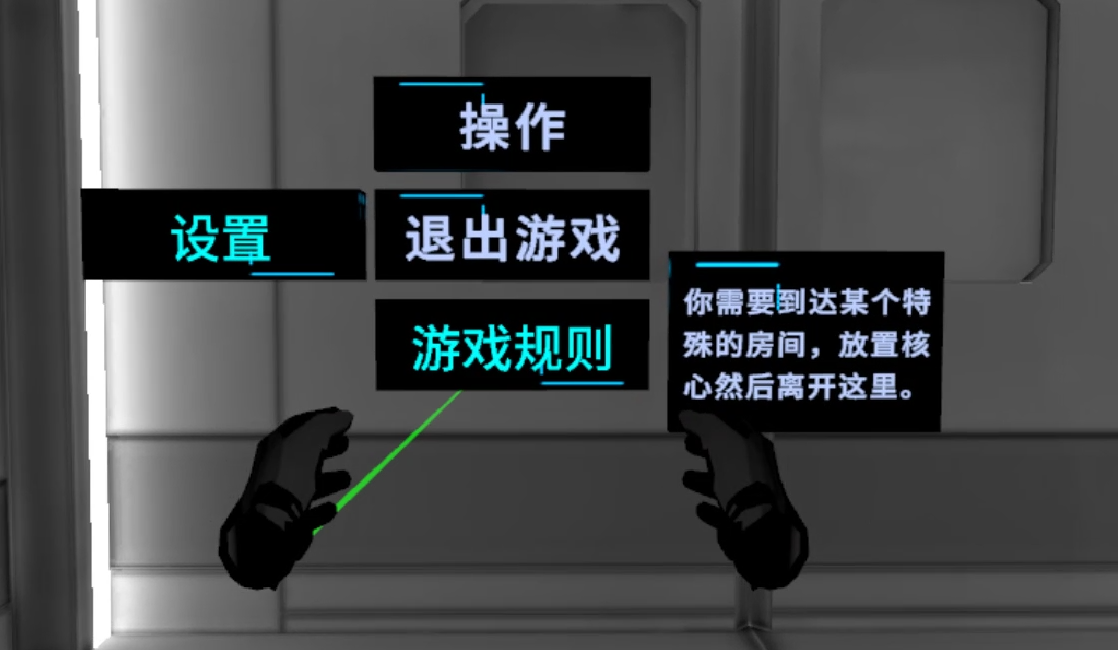 操作
设置
退出游戏
游戏规则
你需要到达某个特
殊的房间，放置核
心然后离开这里。